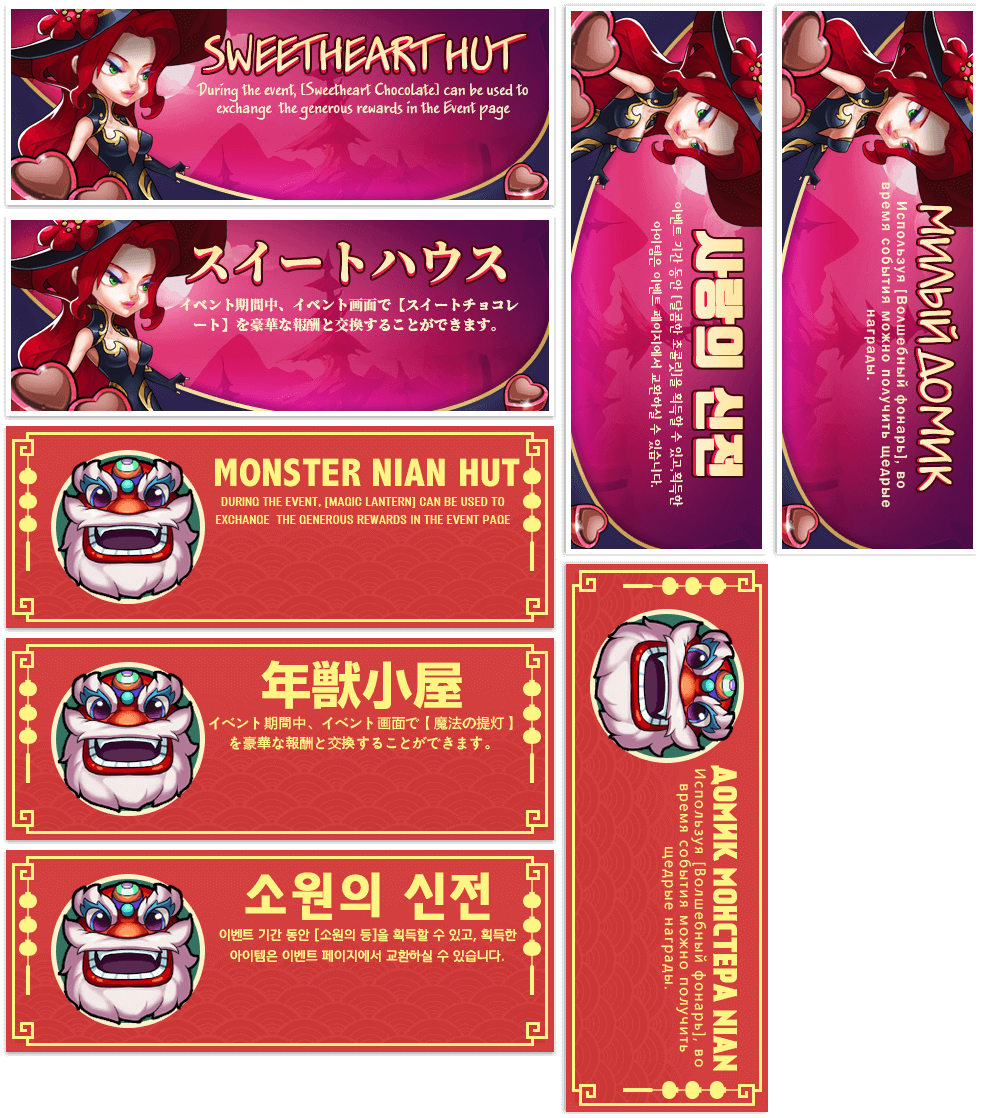 SWEETHEART HUT
During the event, [Sweetheart Chocolate] can be used to
exchange the generous rewards in the Event page
スイートハウス
イベント期間中、イベント画面で【スイートチョコレ
ート】を豪華な報酬と交換することができます。
MONSTER NIAN HUT
DURING THE EVENT, [MAGIC LANTERN] CAN BE USED TO
EXCHANGE THE GENEROUS REWARDS IN THE EVENT PAGE
年獣小屋
イベント期間中、イベント画面で【 魔法の提灯 】
を豪華な報酬と交換することができます。
소원의 신전
이벤트 기간 동안 [소원의 등]을 획득할 수 있고, 획득한
아이템은 이벤트 페이지에서 교환하실 수 있습니다.
사랑의 신전
이벤트 기간 동안 [달콤한 초콜릿]을 획득할 수 있고,획득한
아이템은 이벤트 페이지에서 교환하실 수 있습니다.
МИЛЫЙ ДОМИК
Используя [Волшебный фонарь], во
время события можно получить щедрые
награды.
ДОМИК МОНСТЕРА NIAN
Используя [Волшебный фонарь], во
время события можно получить
щедрые награды.